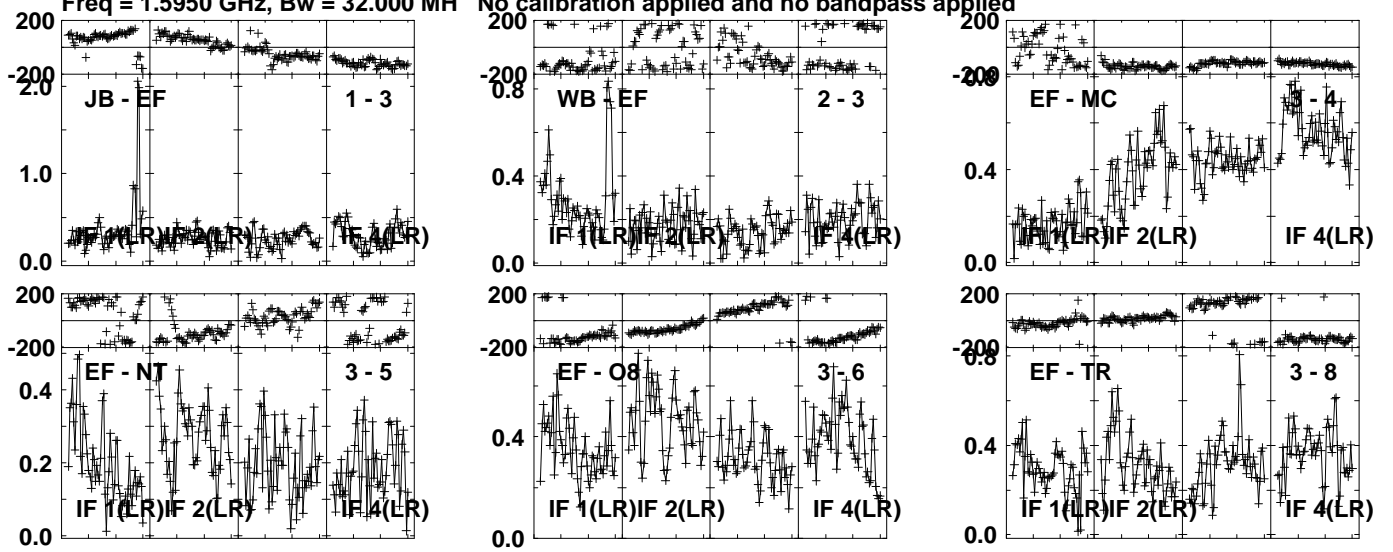 Freq = 1.5950 GHz, Bw = 32.000 MH No calibration applied and no bandpass applied
200
-200
2.0
1.0
0.0
JB - EF 1 - 3
IF 1(LR) IF 2(LR) IF 4(LR)
200
-200
0.8
0.4
0.0
WB - EF 2 - 3
IF 1(LR) IF 2(LR) IF 4(LR)
200
-200
0.8
0.4
0.0
EF - MC 3 - 4
IF 1(LR) IF 2(LR) IF 4(LR)
200
-200
0.4
0.2
0.0
EF - NT 3 - 5
IF 1(LR) IF 2(LR) IF 4(LR)
200
-200
0.4
0.0
EF - O8 3 - 6
IF 1(LR) IF 2(LR) IF 4(LR)
200
-200
0.8
0.4
0.0
EF - TR 3 - 8
IF 1(LR) IF 2(LR) IF 4(LR)